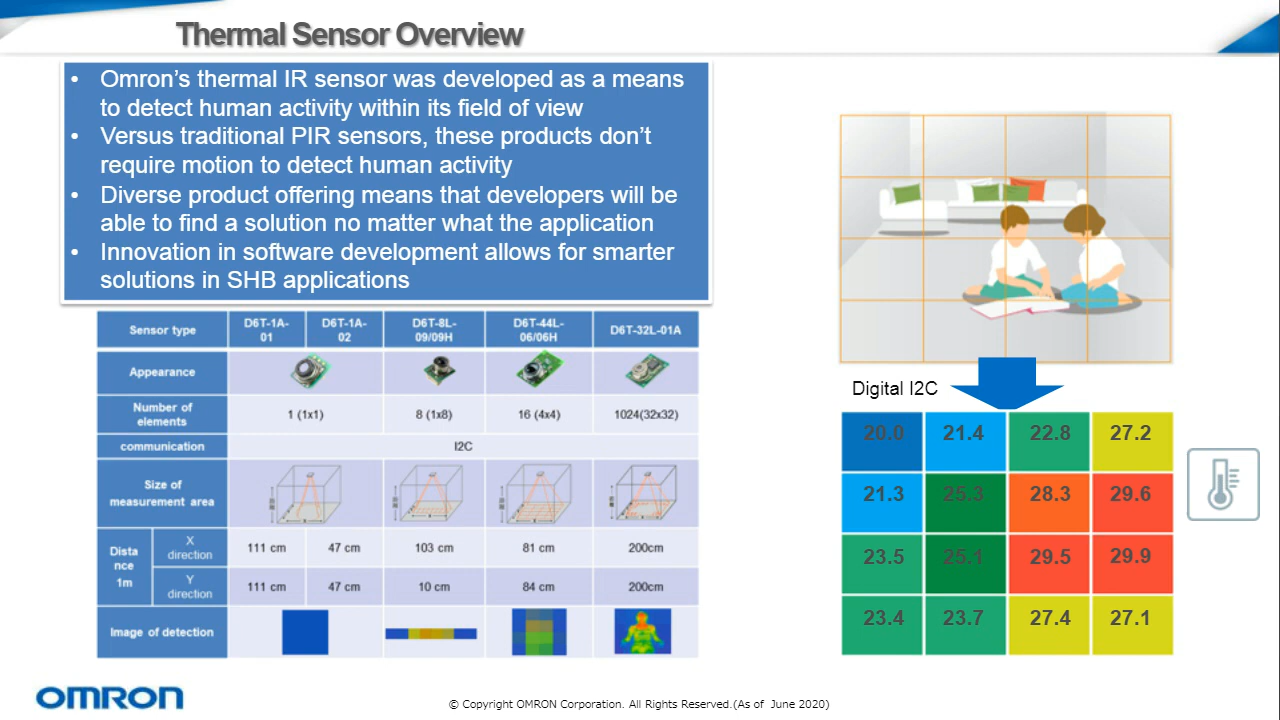 Thermal Sensor Overview
• Omron’s thermal IR sensor was developed as a means
to detect human activity within its field of view
• Versus traditional PIR sensors, these products don’t
require motion to detect human activity
• Diverse product offering means that developers will be
able to find a solution no matter what the application
• Innovation in software development allows for smarter
solutions in SHB applications
Sensor type D6T-1A-01 D6T-1A-02 D6T-8L-09/09H D6T-44L-06/06H D6T-32L-01A
Appearance
Number of elements 1 (1x1) 8 (1x8) 16 (4x4) 1024(32x32)
communication I2C
Size of measurement area
Distance 1m
X direction 111 cm 47 cm 103 cm 81 cm 200cm
Y direction 111 cm 47 cm 10 cm 84 cm 200cm
Image of detection
Digital I2C
20.0 21.4 22.8 27.2
21.3 25.3 28.3 29.6
23.5 25.1 29.5 29.9
23.4 23.7 27.4 27.1
OMRON
© Copyright OMRON Corporation. All Rights Reserved.(As of June 2020)